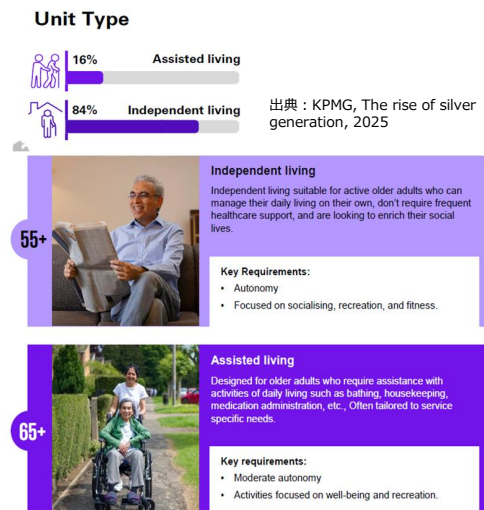 Unit Type
16%
Assisted living
84%
Independent living
出典：KPMG, The rise of silver
generation, 2025
55+
Independent living
Independent living suitable for active older adults who can
manage their daily living on their own, don't require frequent
healthcare support, and are looking to enrich their social
lives.
Key Requirements:
• Autonomy
• Focused on socialising, recreation, and fitness.
65+
Assisted living
Designed for older adults who require assistance with
activities of daily living such as bathing, housekeeping,
medication administration, etc., Often tailored to service
specific needs.
Key requirements:
• Moderate autonomy
• Activities focused on well-being and recreation.